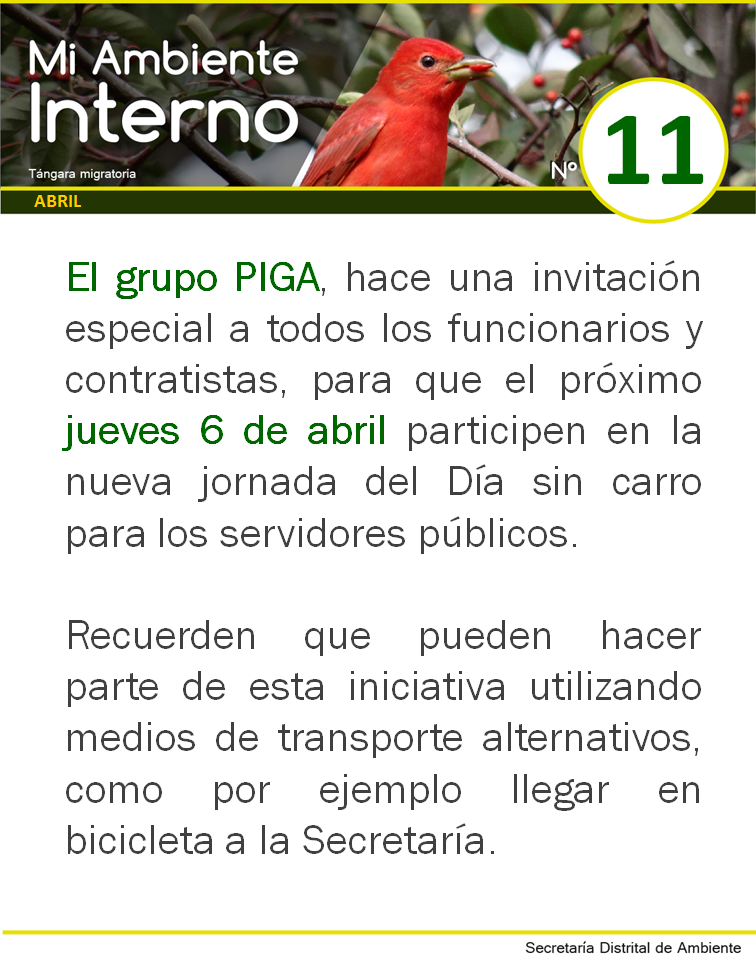 Mi Ambiente
Interno
Tángara migratoria
Nº 11
ABRIL
El grupo PIGA, hace una invitación
especial a todos los funcionarios y
contratistas, para que el próximo
jueves 6 de abril participen en la
nueva jornada del Día sin carro
para los servidores públicos.
Recuerden que pueden hacer
parte de esta iniciativa utilizando
medios de transporte alternativos,
como por ejemplo llegar en
bicicleta a la Secretaría.
Secretaría Distrital de Ambiente